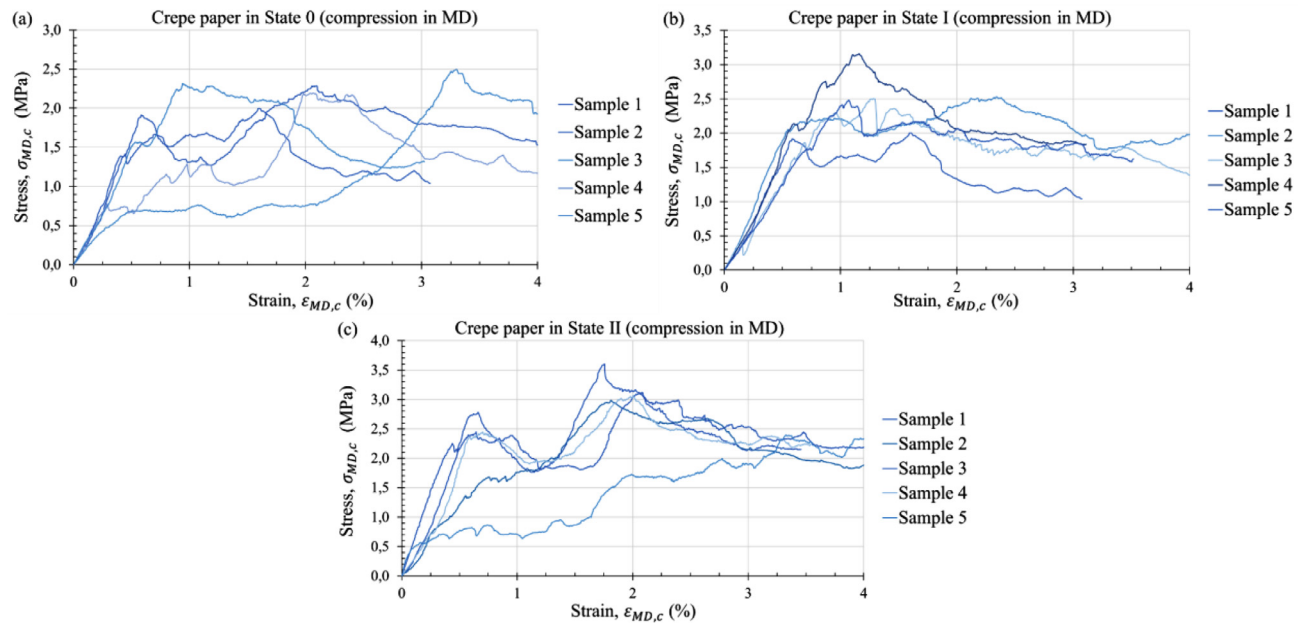 (a)
Crepe paper in State 0 (compression in MD)
Stress, σMD,c (MPa)
2,5
2,0
1,5
1,0
0,5
0,0
0 1 2 3 4
Strain, εMD,c (%)
Sample 1
Sample 2
Sample 3
Sample 4
Sample 5
(b)
Crepe paper in State I (compression in MD)
Stress, σMD,c (MPa)
3,5
3,0
2,5
2,0
1,5
1,0
0,5
0,0
0 1 2 3 4
Strain, εMD,c (%)
Sample 1
Sample 2
Sample 3
Sample 4
Sample 5
(c)
Crepe paper in State II (compression in MD)
Stress, σMD,c (MPa)
4,0
3,5
3,0
2,5
2,0
1,5
1,0
0,5
0,0
0 1 2 3 4
Strain, εMD,c (%)
Sample 1
Sample 2
Sample 3
Sample 4
Sample 5